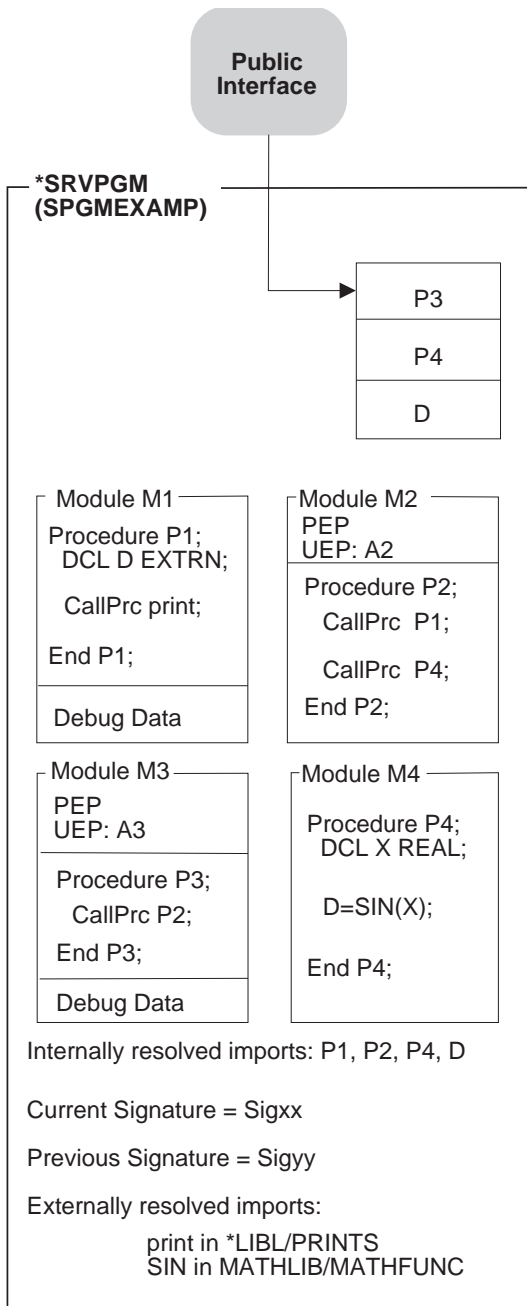 Public
Interface
*SRVPGM
(SPGMEXAMP)
P3
P4
D
Module M1
Procedure P1;
DCL D EXTRN;
CallPrc print;
End P1;
Debug Data
Module M2
PEP
UEP: A2
Procedure P2;
CallPrc P1;
CallPrc P4;
End P2;
Module M3
PEP
UEP: A3
Procedure P3;
CallPrc P2;
End P3;
Debug Data
Module M4
Procedure P4;
DCL X REAL;
D=SIN(X);
End P4;
Internally resolved imports: P1, P2, P4, D
Current Signature = Sigxx
Previous Signature = Sigyy
Externally resolved imports:
print in *LIBL/PRINTS
SIN in MATHLIB/MATHFUNC